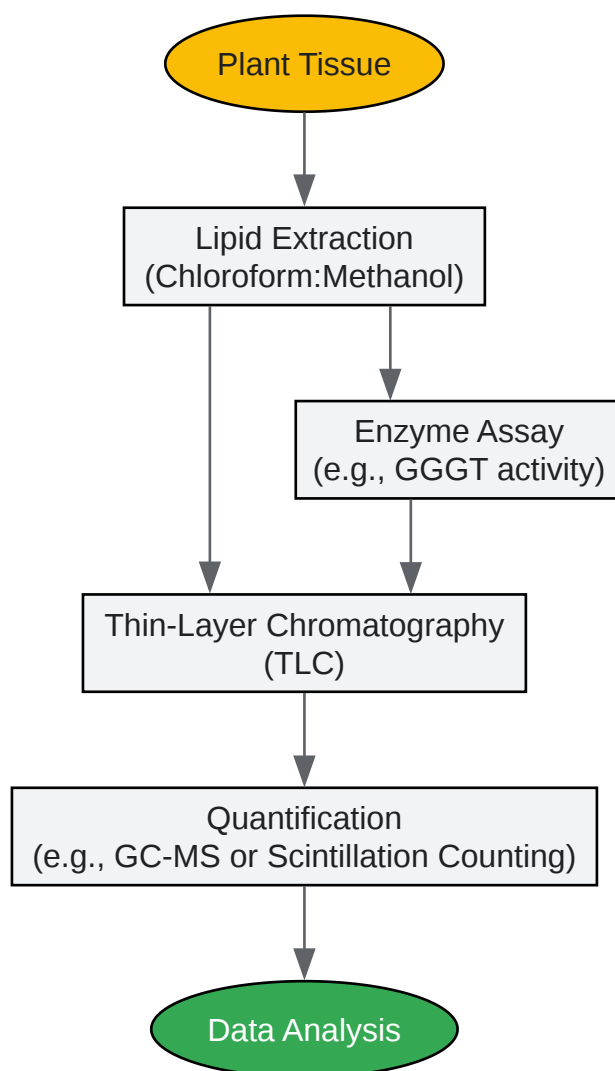 Plant Tissue
Lipid Extraction
(Chloroform:Methanol)
Enzyme Assay
(e.g., GGGT activity)
Thin-Layer Chromatography
(TLC)
Quantification
(e.g., GC-MS or Scintillation Counting)
Data Analysis